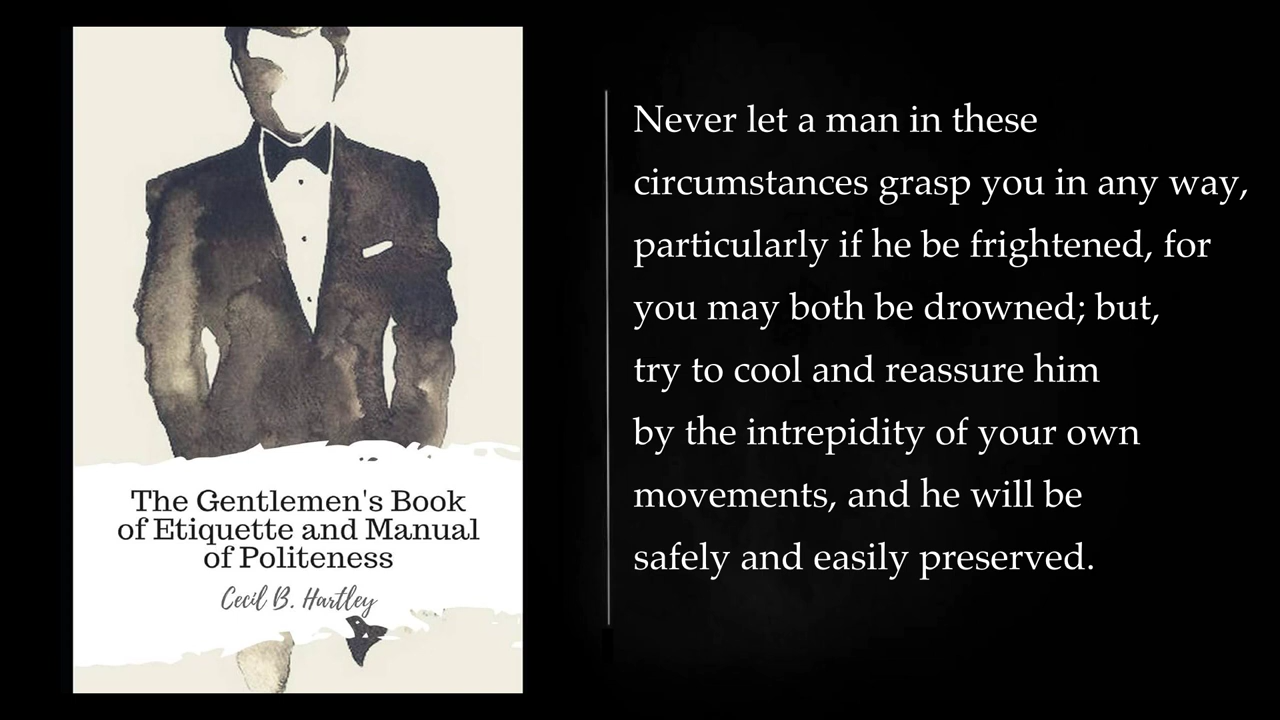 The Gentlemen's Book
of Etiquette and Manual
of Politeness
Cecil B. Hartley
Never let a man in these
circumstances grasp you in any way,
particularly if he be frightened, for
you may both be drowned; but,
try to cool and reassure him
by the intrepidity of your own
movements, and he will be
safely and easily preserved.